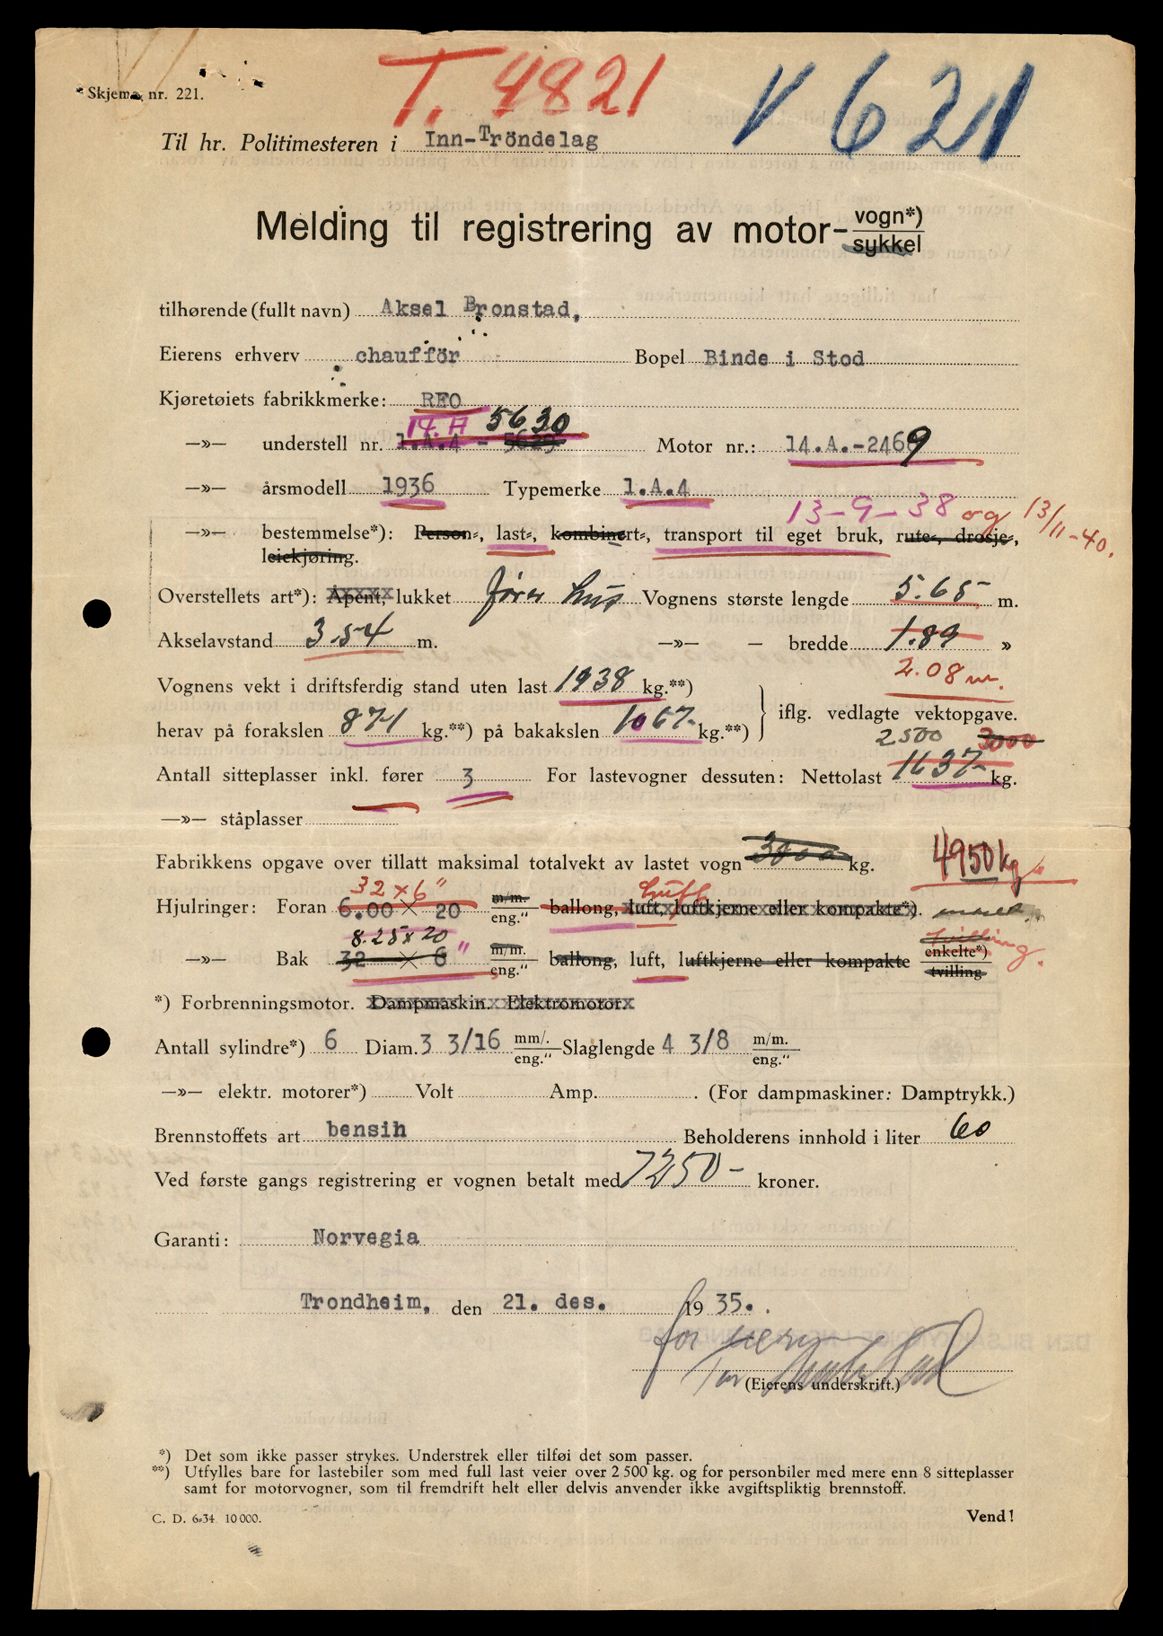 Skjema nr. 221.
T. 4821
V 621
Til hr. Politimesteren i Inn-Tröndelag
Melding til registrering av motor- vogn*)
sykkel
tilhørende (fullt navn) Aksel Bronstad,
Eierens erhverv chaufför Bopel Binde i Stod
Kjøretøiets fabrikkmerke: REO
14. A 5630
—»— understell nr. 1.A.4 - 5629 Motor nr.: 14.A.-2469
—»— årsmodell 1936 Typemerke 1.A.4
13-9-38 og 13/11-40.
—»— bestemmelse*): Person-, last-, kombinert-, transport til eget bruk, rute-, drosje-,
leiekjøring.
Overstellets art*): Åpent, lukket fører hus Vognens største lengde 5.65 m.
Akselavstand 3.54 m. —»— — bredde 1.89 »
2.08 m.
Vognens vekt i driftsferdig stand uten last 1938 kg.**)
iflg. vedlagte vektopgave.
herav på forakslen 871 kg.**) på bakakslen 1067- kg.**)
2500 3000
Antall sitteplasser inkl. fører 3 For lastevogner dessuten: Nettolast 1637- kg.
—»— ståplasser
Fabrikkens opgave over tillatt maksimal totalvekt av lastet vogn 3000 kg. 4950 kg
32 x 6" luft
Hjulringer: Foran 6.00 X 20 m/m. eng." ballong, luft, luftkjerne eller kompakte*). enkelt.
8.25 x 20 tvilling
—»— Bak 32 X 6" m/m. eng." ballong, luft, luftkjerne eller kompakte enkelte*) tvilling
*) Forbrenningsmotor. Dampmaskin. Elektromotor.
Antall sylindre*) 6 Diam. 3 3/16 mm/. eng." Slaglengde 4 3/8 m/m. eng."
—»— elektr. motorer*) Volt Amp. . (For dampmaskiner: Damptrykk.)
Brennstoffets art bensin Beholderens innhold i liter 60
Ved første gangs registrering er vognen betalt med 7250- kroner.
Garanti: Norvegia
Trondheim, den 21. des. 1935.
for
(Eierens underskrift.)
*) Det som ikke passer strykes. Understrek eller tilføi det som passer.
**) Utfylles bare for lastebiler som med full last veier over 2 500 kg. og for personbiler med mere enn 8 sitteplasser
samt for motorvogner, som til fremdrift helt eller delvis anvender ikke avgiftspliktig brennstoff.
C. D. 6-34 10 000.
Vend!